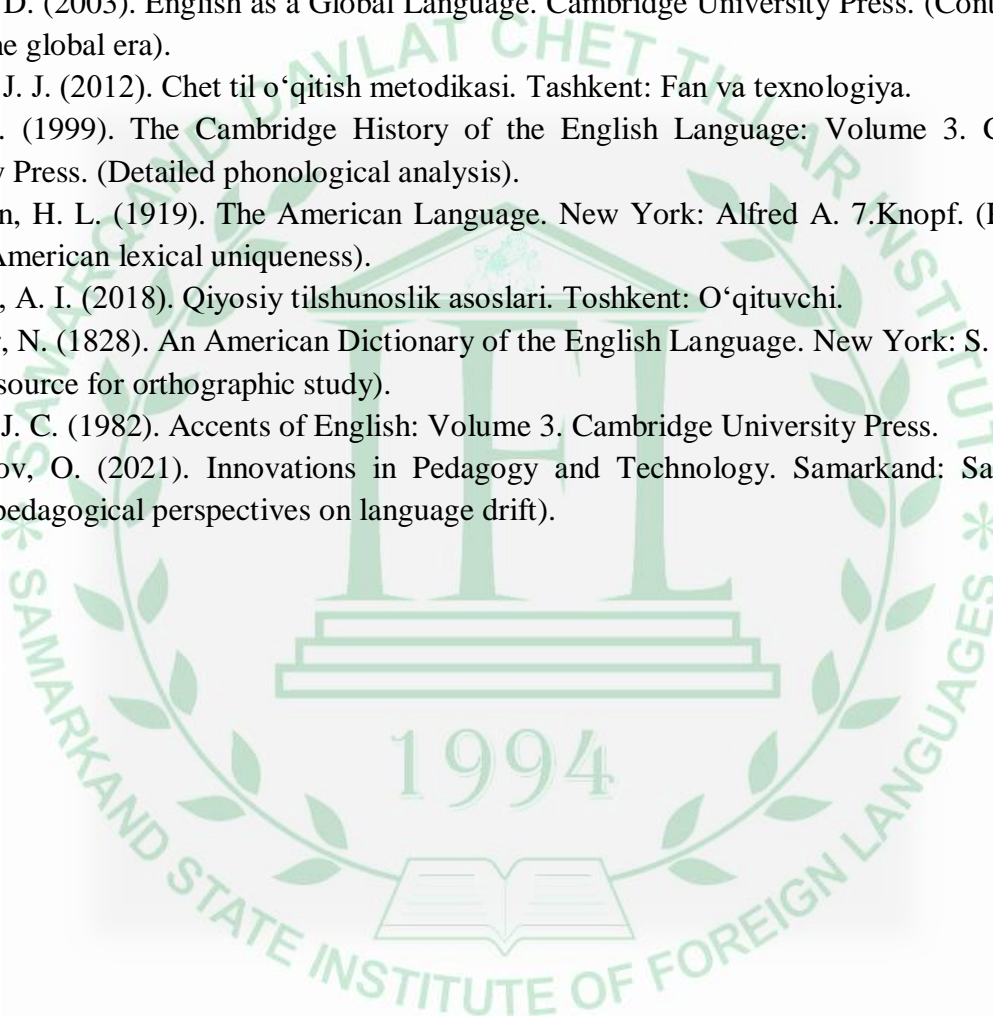 D. (2003). English as a Global Language. Cambridge University Press. (Cont
ne global era).
J. J. (2012). Chet til o‘qitish metodikasi. Tashkent: Fan va texnologiya.
. (1999). The Cambridge History of the English Language: Volume 3. C
y Press. (Detailed phonological analysis).
n, H. L. (1919). The American Language. New York: Alfred A. 7.Knopf. (
American lexical uniqueness).
, A. I. (2018). Qiyosiy tilshunoslik asoslari. Toshkent: O‘qituvchi.
, N. (1828). An American Dictionary of the English Language. New York: S.
source for orthographic study).
J. C. (1982). Accents of English: Volume 3. Cambridge University Press.
ov, O. (2021). Innovations in Pedagogy and Technology. Samarkand: Sa
pedagogical perspectives on language drift).
SAMARQAND DAVLAT CHET TILLAR INSTITUT
IFL
1994
SAMARKAND STATE INSTITUTE OF FOREIGN LANGUAGES